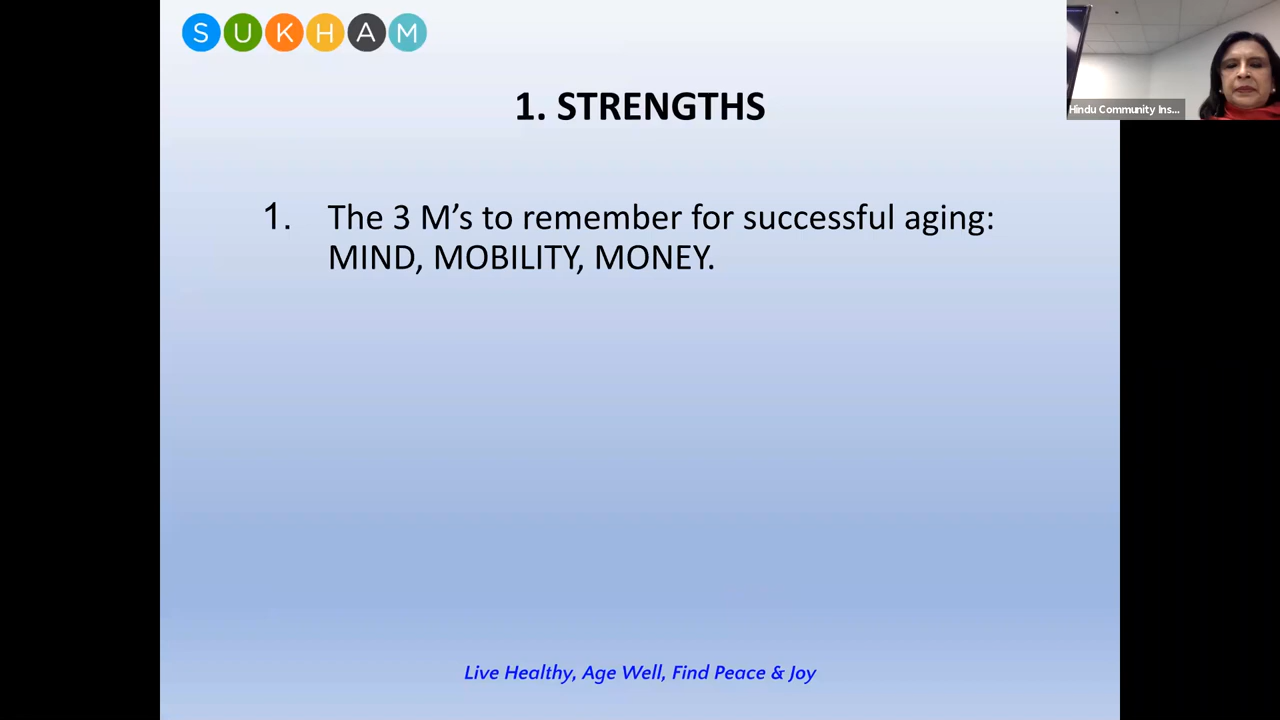 SUKHAM
Hindu Community Ins...
1. STRENGTHS
1. The 3 M’s to remember for successful aging:
MIND, MOBILITY, MONEY.
Live Healthy, Age Well, Find Peace & Joy